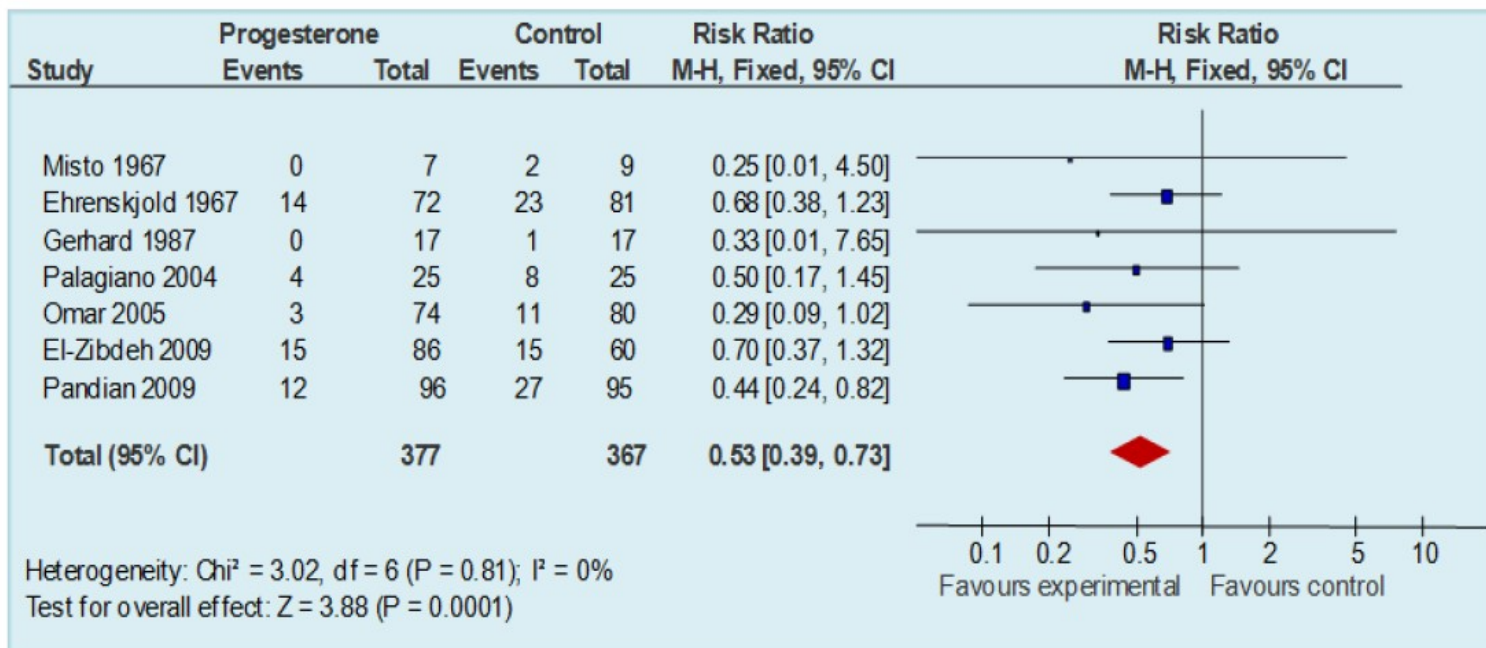 Progesterone Control Risk Ratio Risk Ratio
Study Events Total Events Total M-H, Fixed, 95% CI M-H, Fixed, 95% CI
Misto 1967 0 7 2 9 0.25 [0.01, 4.50]
Ehrenskjold 1967 14 72 23 81 0.68 [0.38, 1.23]
Gerhard 1987 0 17 1 17 0.33 [0.01, 7.65]
Palagiano 2004 4 25 8 25 0.50 [0.17, 1.45]
Omar 2005 3 74 11 80 0.29 [0.09, 1.02]
El-Zibdeh 2009 15 86 15 60 0.70 [0.37, 1.32]
Pandian 2009 12 96 27 95 0.44 [0.24, 0.82]
Total (95% CI) 377 367 0.53 [0.39, 0.73]
0.1 0.2 0.5 1 2 5 10
Favours experimental Favours control
Heterogeneity: Chi² = 3.02, df = 6 (P = 0.81); I² = 0%
Test for overall effect: Z = 3.88 (P = 0.0001)